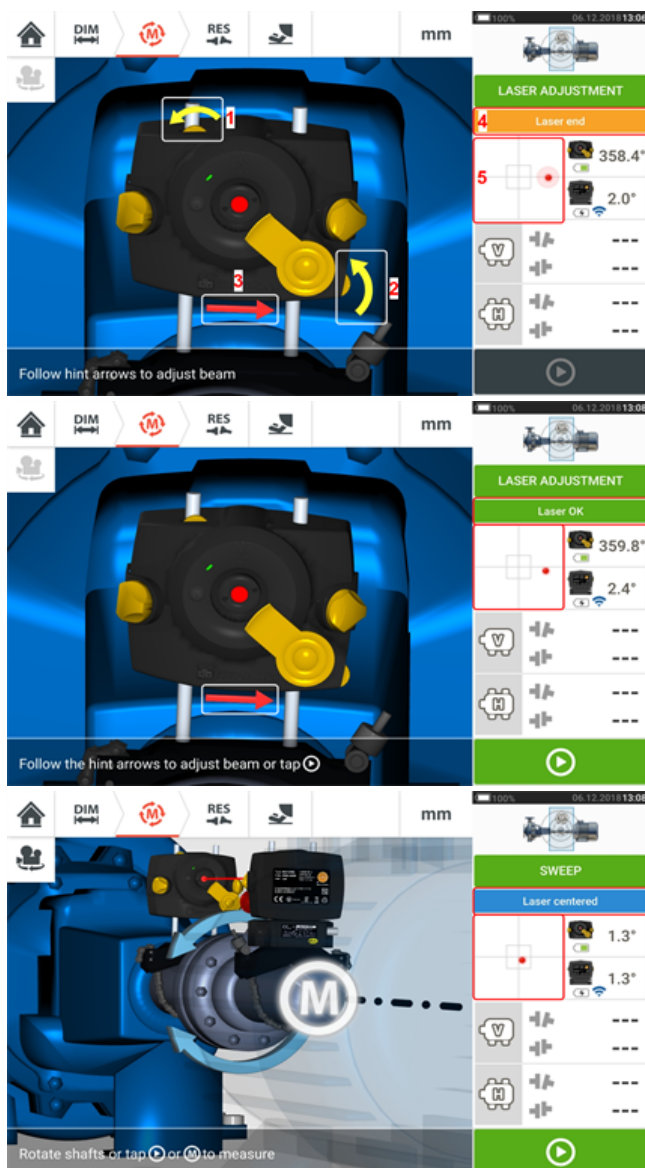 DIM M RES mm
100% 06.12.2018 13:06
LASER ADJUSTMENT
1
4 Laser end
5
358.4°
2.0°
3
2
V ---
---
H ---
---
Follow hint arrows to adjust beam
DIM M RES mm
100% 06.12.2018 13:08
LASER ADJUSTMENT
Laser OK
359.8°
2.4°
V ---
---
H ---
---
Follow the hint arrows to adjust beam or tap
DIM M RES mm
100% 06.12.2018 13:08
SWEEP
Laser centered
1.3°
1.3°
M
V ---
---
H ---
---
Rotate shafts or tap or M to measure